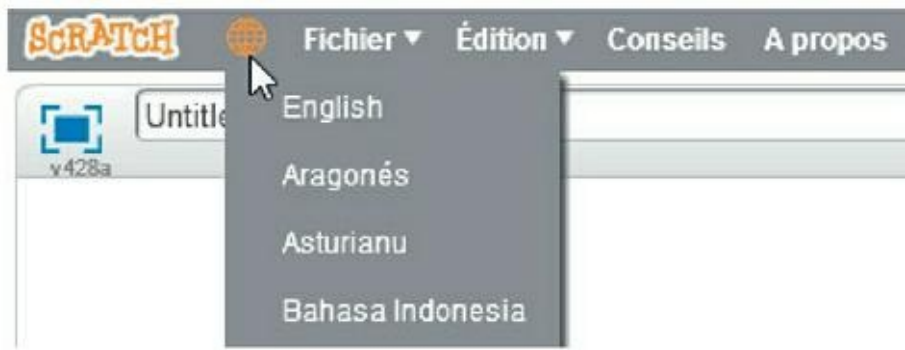 SCRATCH Fichier ▼ Édition ▼ Conseils A propos
Untitle
v428a
English
Aragonés
Asturianu
Bahasa Indonesia